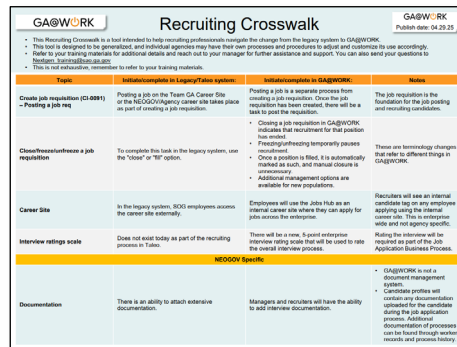 GA@WORK
Recruiting Crosswalk
GA@WORK
Publish date: 04.29.25
• This Recruiting Crosswalk is a tool intended to help recruiting professionals navigate the change from the legacy system to GA@WORK.
• This tool is designed to be generalized, and individual agencies may have their own processes and procedures to adjust and customize its use accordingly.
• Refer to your training materials for additional details and reach out to your manager for further assistance and support. You can also send your questions to
Nextgen_training@sao.ga.gov
• This is not exhaustive, remember to refer to your training materials.
Topic
Initiate/complete in Legacy/Taleo system:
Initiate/complete in GA@WORK:
Notes
Create job requisition (CI-0091)
– Posting a job req
Posting a job on the Team GA Career Site
or the NEOGOV/Agency career site takes place
as part of creating a job requisition.
Posting a job is a separate process from
creating a job requisition. Once the job
requisition has been created, there will be a
task to post the requisition.
The job requisition is the
foundation for the job posting
and recruiting candidates.
Close/freeze/unfreeze a job
requisition
To complete this task in the legacy system, use
the "close" or "fill" option.
• Closing a job requisition in GA@WORK
indicates that recruitment for that position
has ended.
• Freezing/unfreezing temporarily pauses
recruitment.
• Once a position is filled, it is automatically
marked as such, and manual closure is
unnecessary.
• Additional management options are
available for new populations.
These are terminology changes
that refer to different things in
GA@WORK.
Career Site
In the legacy system, SOG employees access
the career site externally.
Employees will use the Jobs Hub as an
internal career site where they can apply for
jobs across the enterprise.
Recruiters will see an internal
candidate tag on any employee
applying using the internal
career site. This is enterprise
wide and not agency specific.
Interview ratings scale
Does not exist today as part of the recruiting
process in Taleo.
There will be a new, 5-point enterprise
interview rating scale that will be used to rate
the overall interview process.
Rating the interview will be
required as part of the Job
Application Business Process.
NEOGOV Specific
Documentation
There is an ability to attach extensive
documentation.
Managers and recruiters will have the ability
to add interview documentation.
• GA@WORK is not a
document management
system.
• Candidate profiles will
contain any documentation
uploaded for the candidate
during the job application
process. Additional
documentation of processes
can be found through worker
records and process history.